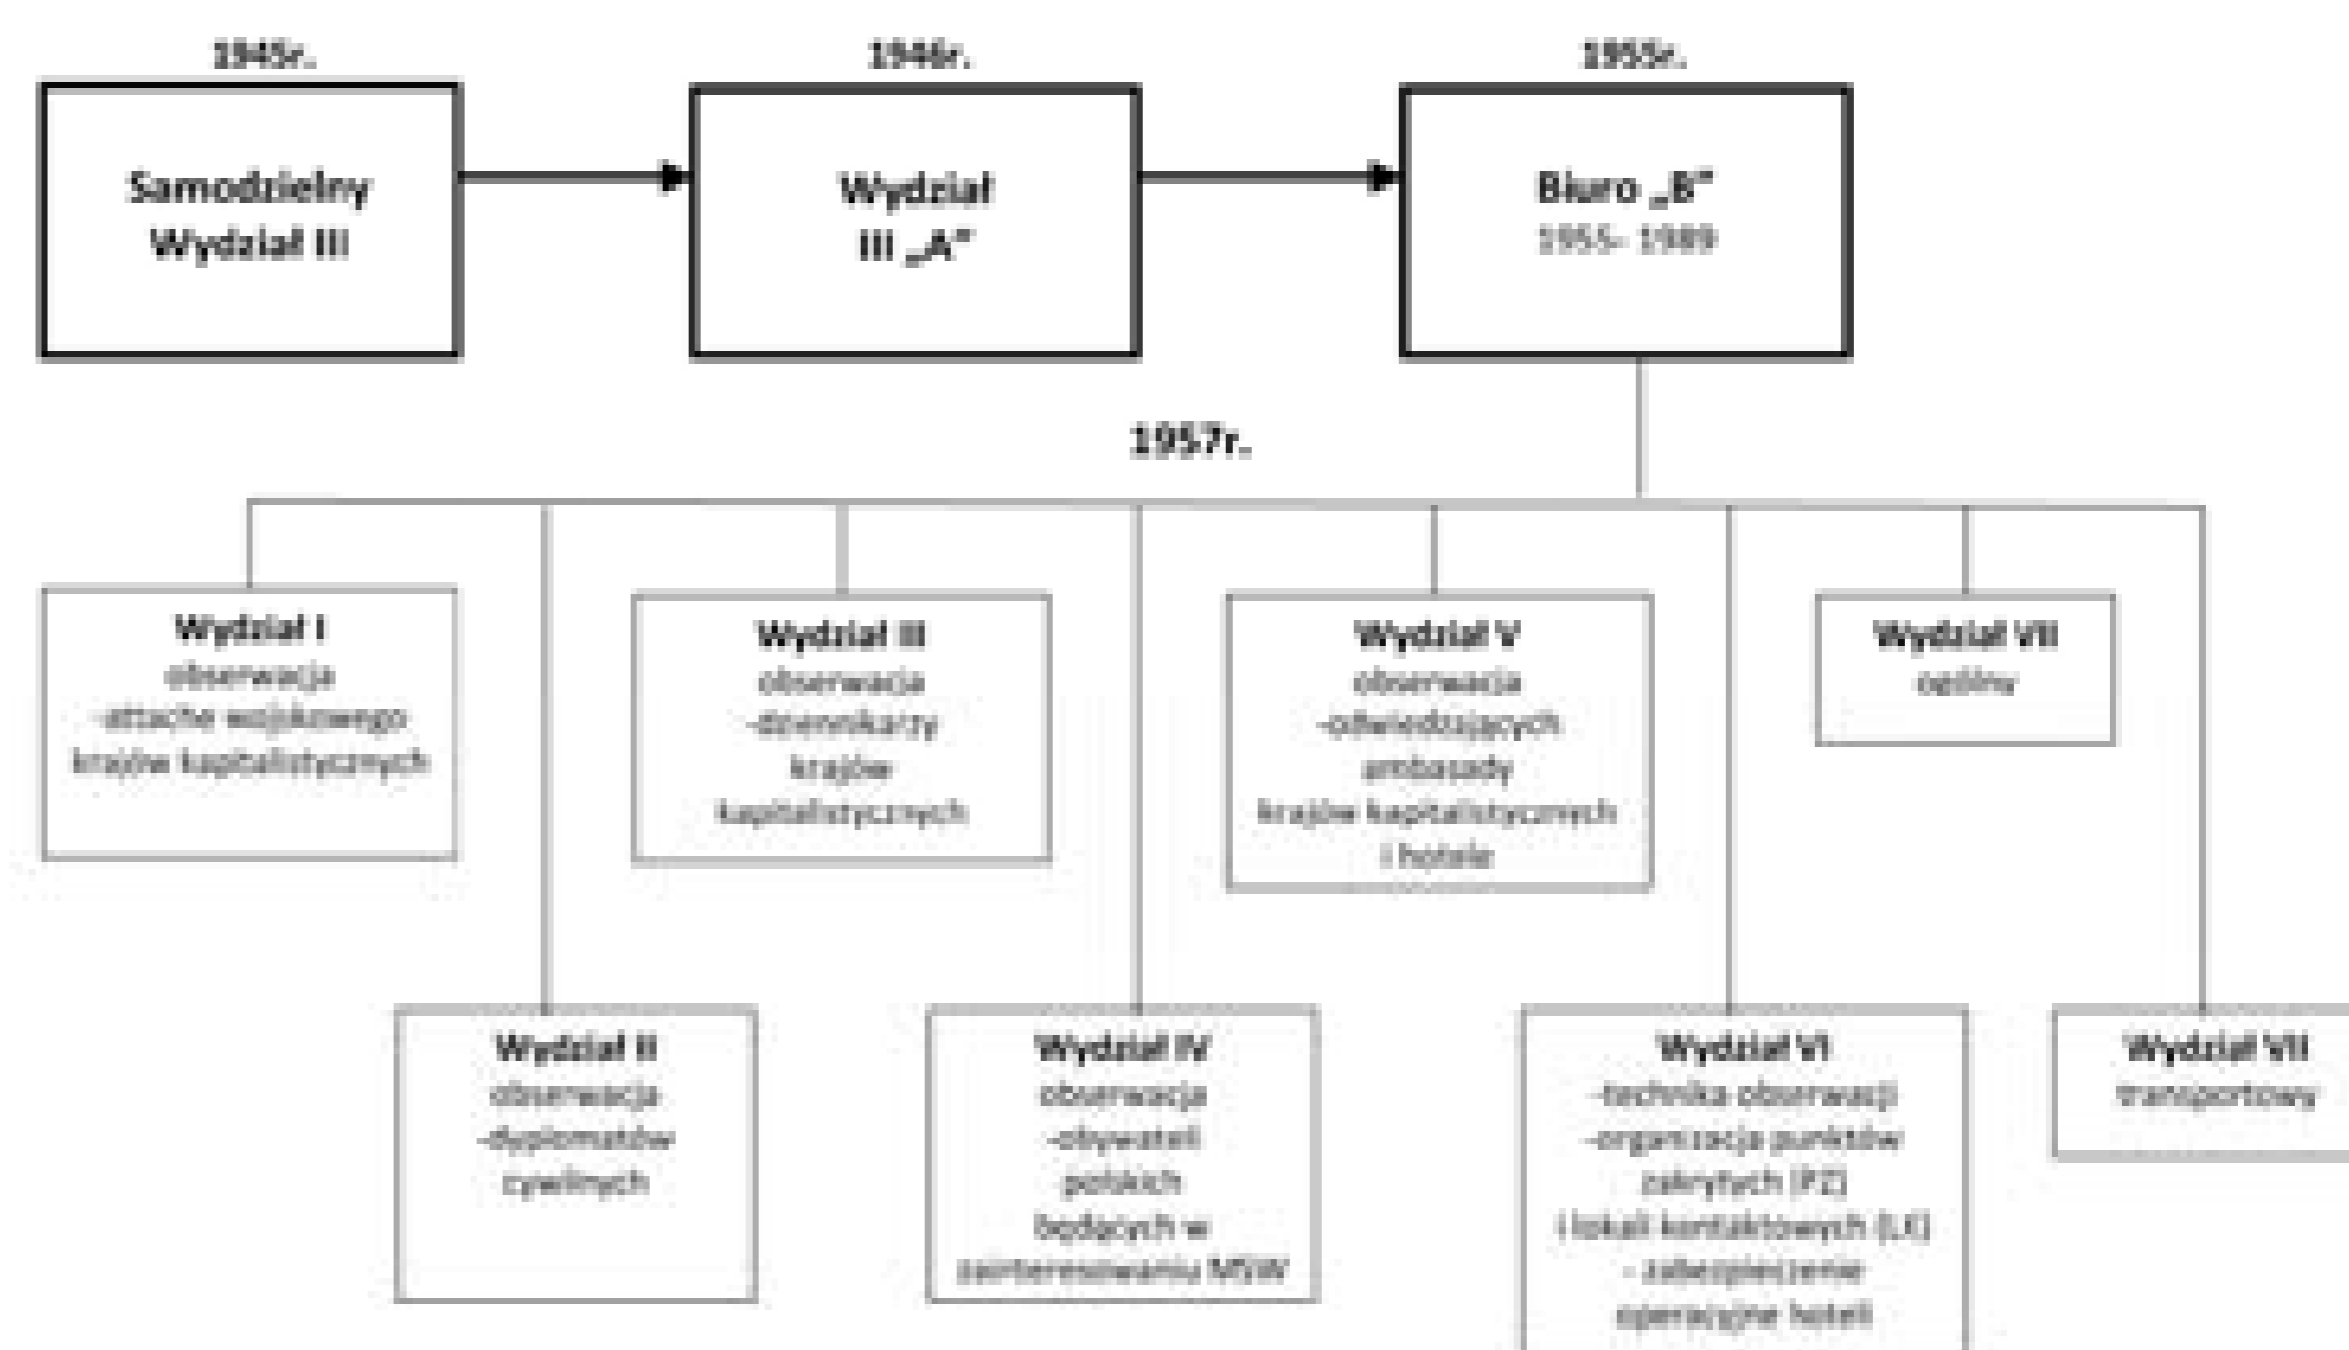 1945r.
Samodzielny
Wydział III
1946r.
Wydział
III „A”
1955r.
Biuro „B”
1955- 1989
1957r.
Wydział I
obserwacja
-attache wojskowego
krajów kapitalistycznych
Wydział III
obserwacja
-dziennikarzy
krajów
kapitalistycznych
Wydział V
obserwacja
-odwiedzających
ambasady
krajów kapitalistycznych
i hotele
Wydział VII
ogólny
Wydział II
obserwacja
-dyplomatów
cywilnych
Wydział IV
obserwacja
-obywateli
polskich
będących w
zainteresowaniu MSW
Wydział VI
-technika obserwacji
-organizacja punktów
zakrytych (PZ)
i lokali kontaktowych (LK)
- zabezpieczenie
operacyjne hoteli
Wydział VII
transportowy